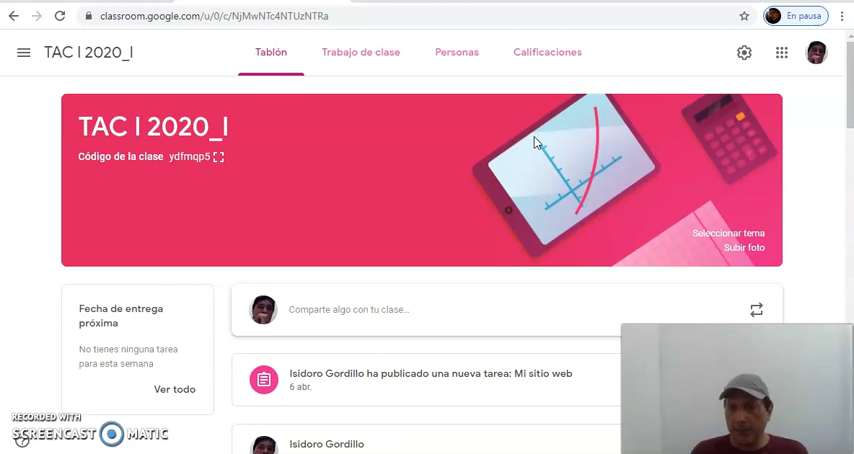 classroom.google.com/u/0/c/NjMwNTc4NTUzNTRa
En pausa
TAC I 2020_I
Tablón
Trabajo de clase
Personas
Calificaciones
TAC I 2020_I
Código de la clase ydfmqp5
Seleccionar tema
Subir foto
Fecha de entrega
próxima
No tienes ninguna tarea
para esta semana
Ver todo
Comparte algo con tu clase...
Isidoro Gordillo ha publicado una nueva tarea: Mi sitio web
6 abr.
Isidoro Gordillo
RECORDED WITH
SCREENCAST MATIC